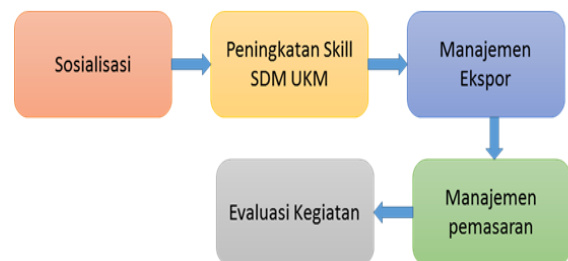 Sosialisasi
Peningkatan Skill
SDM UKM
Manajemen
Ekspor
Manajemen
pemasaran
Evaluasi Kegiatan